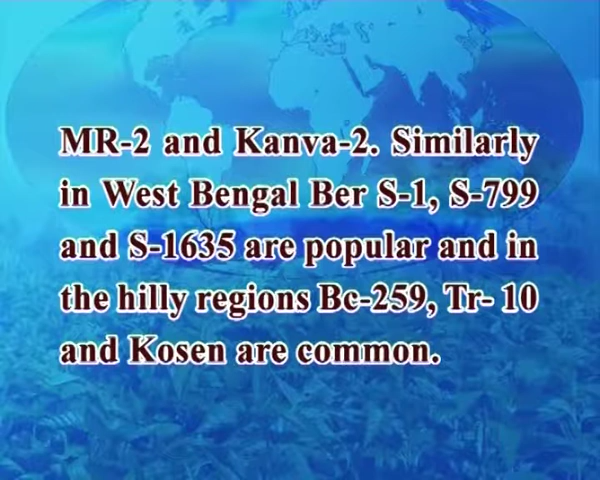 MR-2 and Kanva-2. Similarly
in West Bengal Ber S-1, S-799
and S-1635 are popular and in
the hilly regions Bc-259, Tr- 10
and Kosen are common.